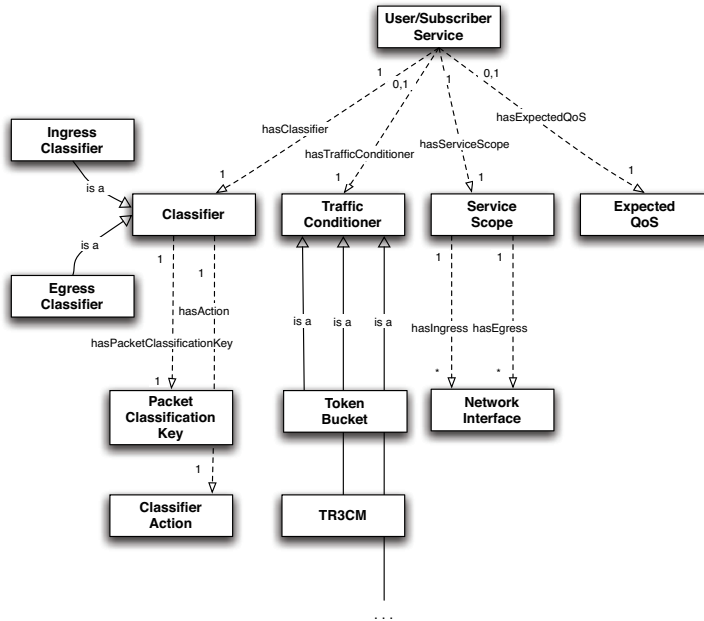 User/Subscriber
Service
1
0,1
1
0,1
hasClassifier
hasTrafficConditioner
hasServiceScope
hasExpectedQoS
1
1
1
1
Ingress
Classifier
is a
Classifier
Traffic
Conditioner
Service
Scope
Expected
QoS
is a
Egress
Classifier
1
1
1
1
hasAction
hasPacketClassificationKey
is a
is a
is a
hasIngress
hasEgress
1
*
*
Packet
Classification
Key
Token
Bucket
Network
Interface
1
Classifier
Action
TR3CM
...